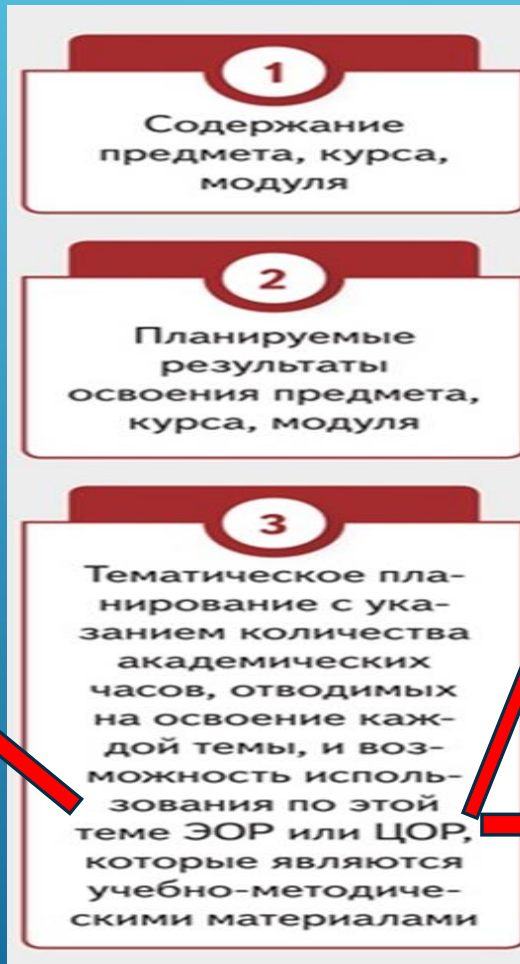 1
Содержание
предмета, курса,
модуля
2
Планируемые
результаты
освоения предмета,
курса, модуля
3
Тематическое пла-
нирование с ука-
занием количества
академических
часов, отводимых
на освоение каж-
дой темы, и воз-
можность исполь-
зования по этой
теме ЭОР или ЦОР,
которые являются
учебно-методиче-
скими материалами